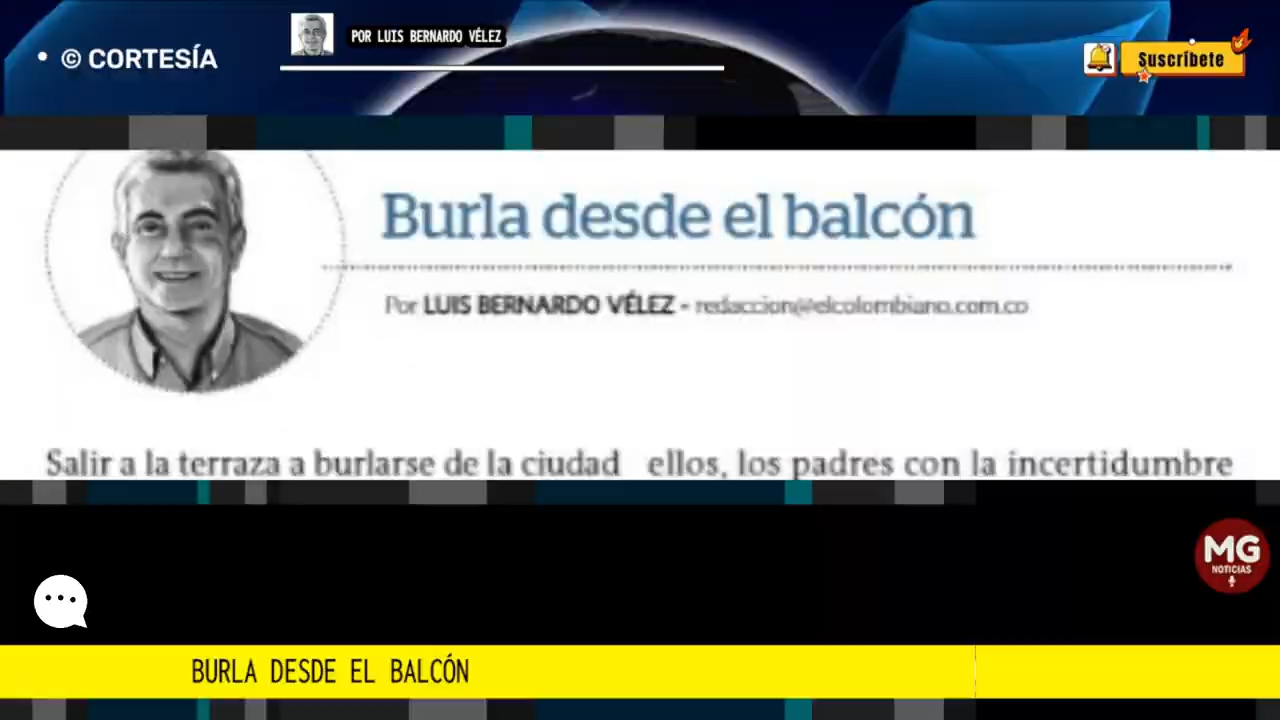 • © CORTESÍA
POR LUIS BERNARDO VÉLEZ
Suscríbete
Burla desde el balcón
Por LUIS BERNARDO VÉLEZ - redaccion@elcolombiano.com.co
Salir a la terraza a burlarse de la ciudad
ellos, los padres con la incertidumbre
MG
NOTICIAS
BURLA DESDE EL BALCÓN